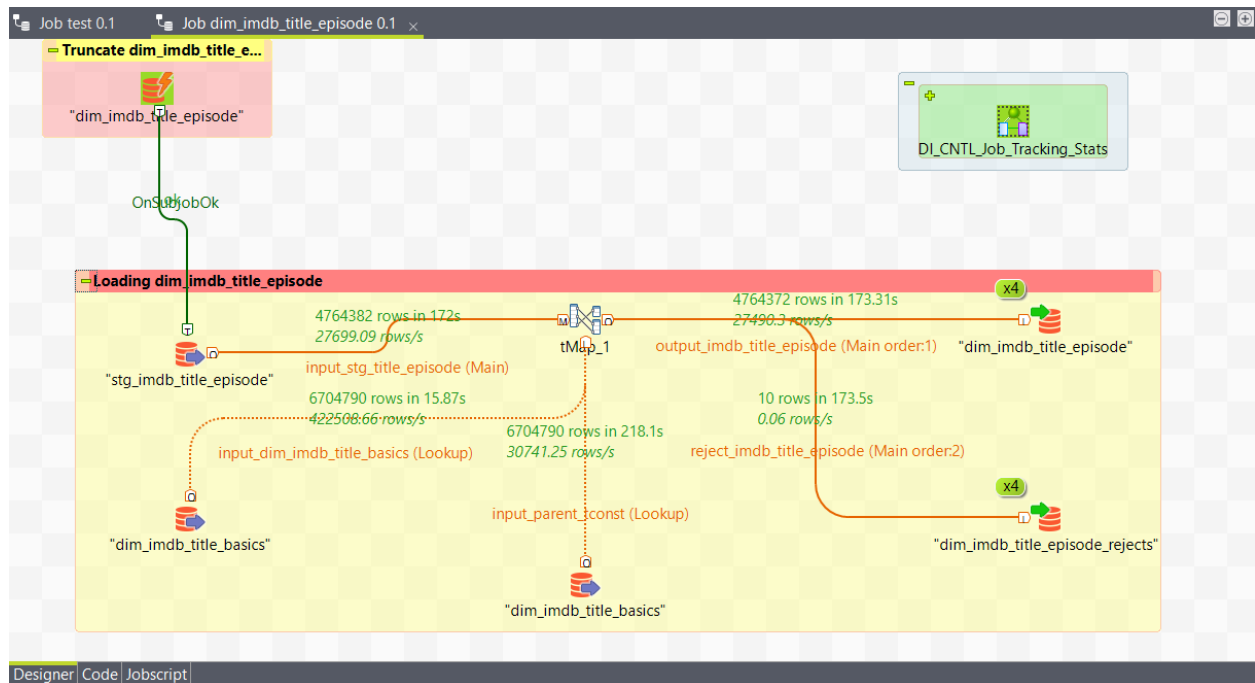 Job test 0.1
Job dim_imdb_title_episode 0.1
Truncate dim_imdb_title_e...
"dim_imdb_title_episode"
DI_CNTL_Job_Tracking_Stats
Ok
OnSubjobOk
Loading dim_imdb_title_episode
x4
4764382 rows in 172s
27699.09 rows/s
input_stg_title_episode (Main)
"stg_imdb_title_episode"
tMap_1
4764372 rows in 173.31s
27490.3 rows/s
output_imdb_title_episode (Main order:1)
"dim_imdb_title_episode"
6704790 rows in 15.87s
422508.66 rows/s
input_dim_imdb_title_basics (Lookup)
10 rows in 173.5s
0.06 rows/s
reject_imdb_title_episode (Main order:2)
6704790 rows in 218.1s
30741.25 rows/s
input_parent_tconst (Lookup)
x4
"dim_imdb_title_basics"
"dim_imdb_title_episode_rejects"
"dim_imdb_title_basics"
Designer
Code
Jobscript